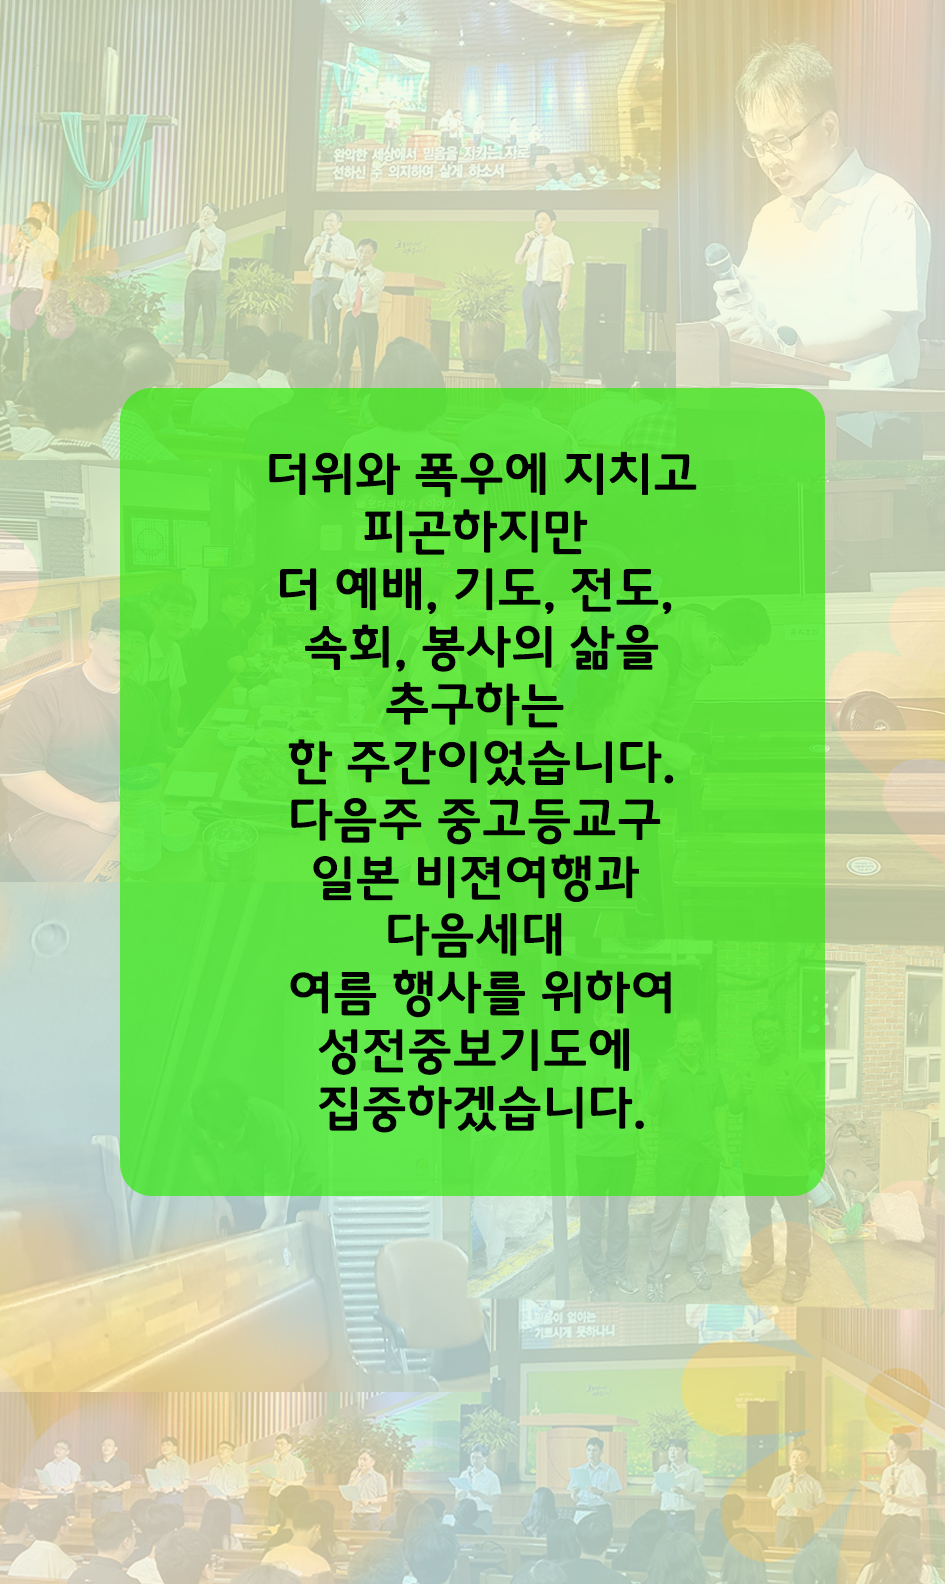 완악한 세상에서 믿음을 지키는 자로
전하신 주 의지하여 살게 하소서
더위와 폭우에 지치고
피곤하지만
더 예배, 기도, 전도,
속회, 봉사의 삶을
추구하는
한 주간이었습니다.
다음주 중고등교구
일본 비젼여행과
다음세대
여름 행사를 위하여
성전중보기도에
집중하겠습니다.
없이는
기쁘시게 못하나니